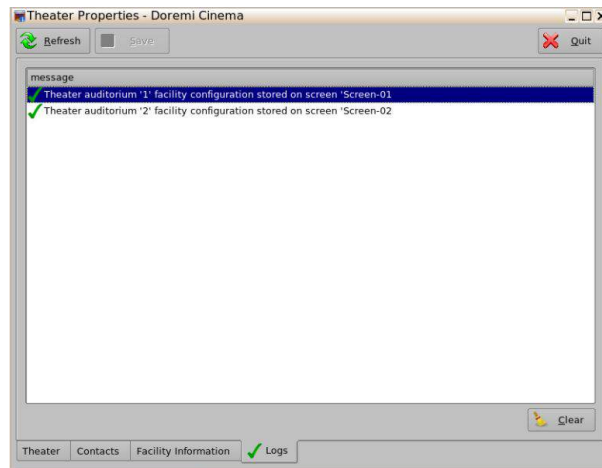 Theater Properties - Doremi Cinema
Refresh
Save
Quit
message
Theater auditorium '1' facility configuration stored on screen 'Screen-01
Theater auditorium '2' facility configuration stored on screen 'Screen-02
Clear
Theater
Contacts
Facility Information
Logs